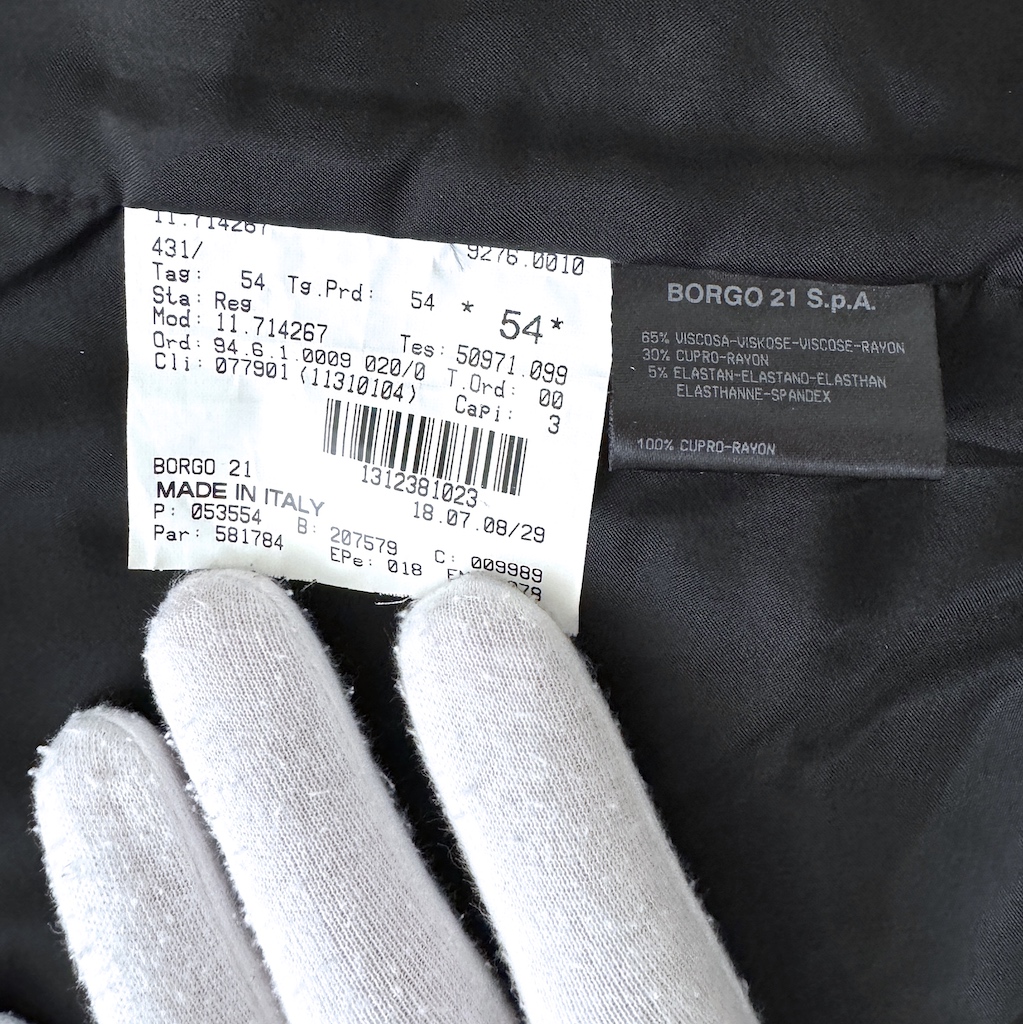 11.714267
431/ 9276.0010
Tag: 54 Tg.Prd: 54 * 54*
Sta: Reg
Mod: 11.714267 Tes: 50971.099
Ord: 94.6.1.0009 020/0 T.Ord: 00
Cli: 077901 (11310104) Capi: 3
1312381023
BORGO 21 18.07.08/29
MADE IN ITALY
P: 053554 B: 207579 C: 009989
Par: 581784 EPe: 018
BORGO 21 S.p.A.
65% VISCOSA-VISKOSE-VISCOSE-RAYON
30% CUPRO-RAYON
5% ELASTAN-ELASTANO-ELASTHAN
ELASTHANNE-SPANDEX
100% CUPRO-RAYON